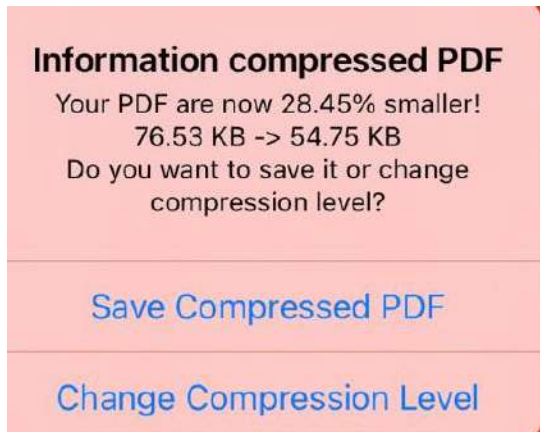 Information compressed PDF
Your PDF are now 28.45% smaller!
76.53 KB -> 54.75 KB
Do you want to save it or change
compression level?
Save Compressed PDF
Change Compression Level